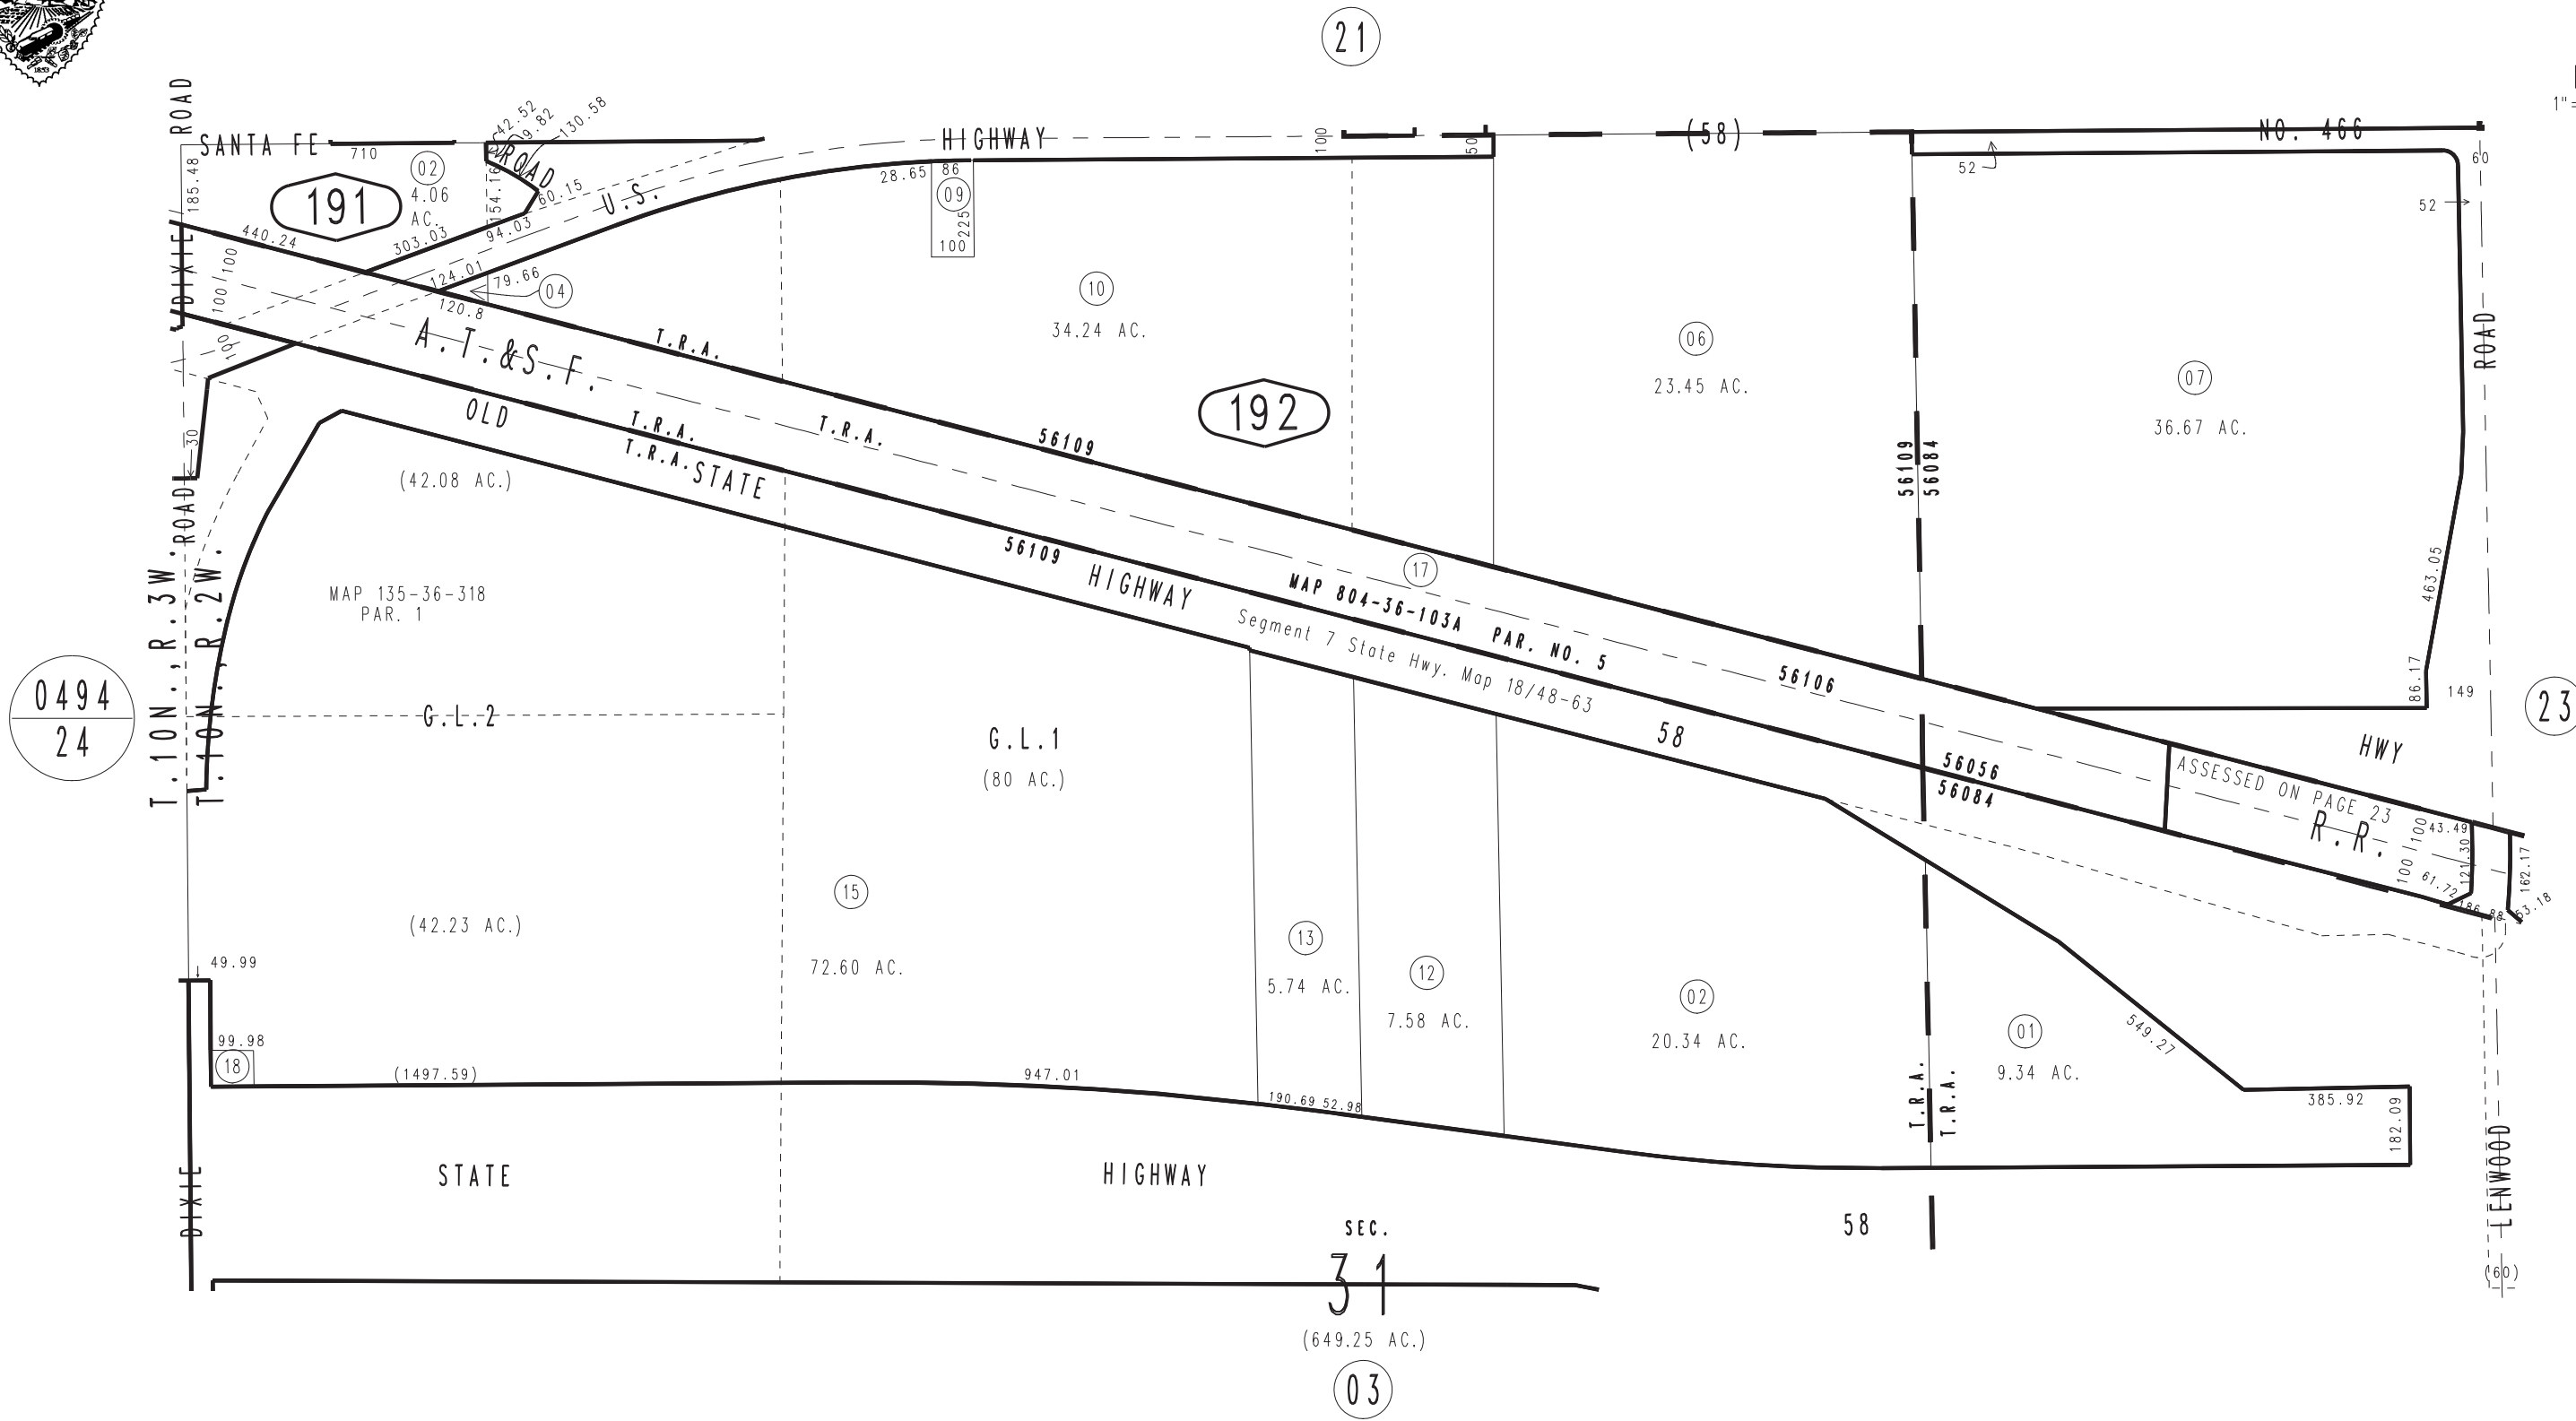 21
1853
1"=
ROAD
SANTA FE
710
42.52
9.82
130.58
ROAD
HIGHWAY
100
50
(58)
NO. 466
60
52
52
185.48
02
4.06
AC.
191
154.16
60.15
U.S.
28.65
86
09
225
100
440.24
303.03
94.03
DIXIE
100
100
124.01
79.66
04
120.8
100
10
34.24 AC.
06
23.45 AC.
07
36.67 AC.
ROAD
A.T.&S.F.
T.R.A.
192
OLD
T.R.A.
T.R.A.
T.R.A.
56109
STATE
30
(42.08 AC.)
56109
56084
ROAD
56109
HIGHWAY
17
MAP 804-36-103A PAR. NO. 5
Segment 7 State Hwy. Map 18/48-63
MAP 135-36-318
PAR. 1
T.10N.,R.3W.
T.10N.,R.2W.
463.05
56106
86.17
149
0494
24
23
G.L.2
G.L.1
(80 AC.)
58
56056
56084
HWY
ASSESSED ON PAGE 23
R.R.
100
100
43.49
121.30
162.17
61.72
186.88
53.18
15
72.60 AC.
(42.23 AC.)
13
5.74 AC.
12
7.58 AC.
02
20.34 AC.
01
9.34 AC.
549.27
49.99
99.98
18
(1497.59)
947.01
190.69
52.98
T.R.A.
T.R.A.
385.92
182.09
DIXIE
STATE
HIGHWAY
58
LENWOOD
(60)
SEC.
31
(649.25 AC.)
03